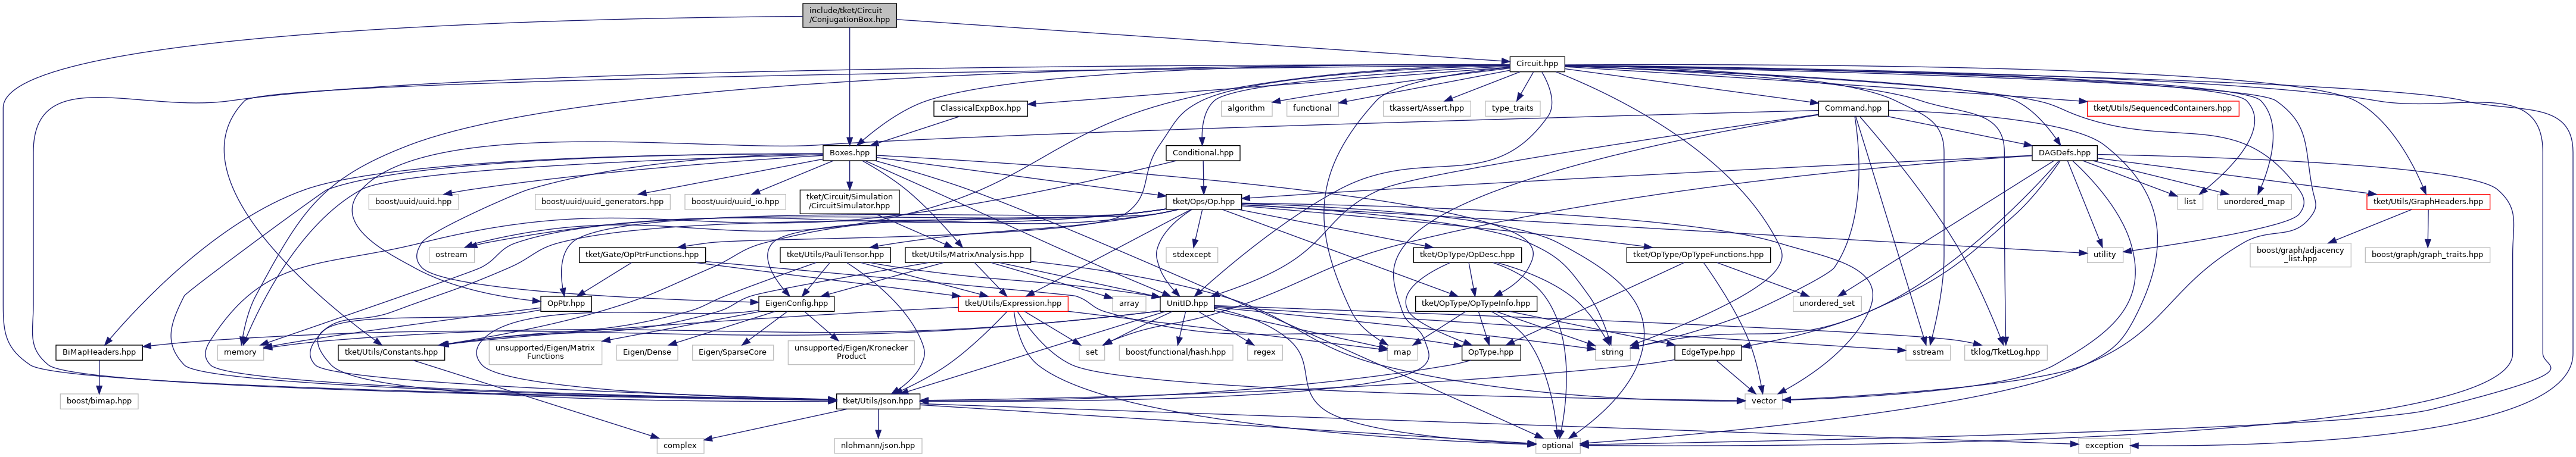 include/tket/Circuit
/ConjugationBox.hpp
Circuit.hpp
ClassicalExpBox.hpp
algorithm
functional
tkassert/Assert.hpp
type_traits
Command.hpp
tket/Utils/SequencedContainers.hpp
Boxes.hpp
Conditional.hpp
DAGDefs.hpp
boost/uuid/uuid.hpp
boost/uuid/uuid_generators.hpp
boost/uuid/uuid_io.hpp
tket/Circuit/Simulation
/CircuitSimulator.hpp
tket/Ops/Op.hpp
list
unordered_map
tket/Utils/GraphHeaders.hpp
ostream
tket/Gate/OpPtrFunctions.hpp
tket/Utils/PauliTensor.hpp
tket/Utils/MatrixAnalysis.hpp
stdexcept
tket/OpType/OpDesc.hpp
tket/OpType/OpTypeFunctions.hpp
utility
boost/graph/adjacency
_list.hpp
boost/graph/graph_traits.hpp
OpPtr.hpp
EigenConfig.hpp
tket/Utils/Expression.hpp
array
UnitID.hpp
tket/OpType/OpTypeInfo.hpp
unordered_set
BiMapHeaders.hpp
memory
tket/Utils/Constants.hpp
unsupported/Eigen/Matrix
Functions
Eigen/Dense
Eigen/SparseCore
unsupported/Eigen/Kronecker
Product
set
boost/functional/hash.hpp
regex
map
OpType.hpp
string
EdgeType.hpp
sstream
tklog/TketLog.hpp
boost/bimap.hpp
tket/Utils/Json.hpp
vector
complex
nlohmann/json.hpp
optional
exception